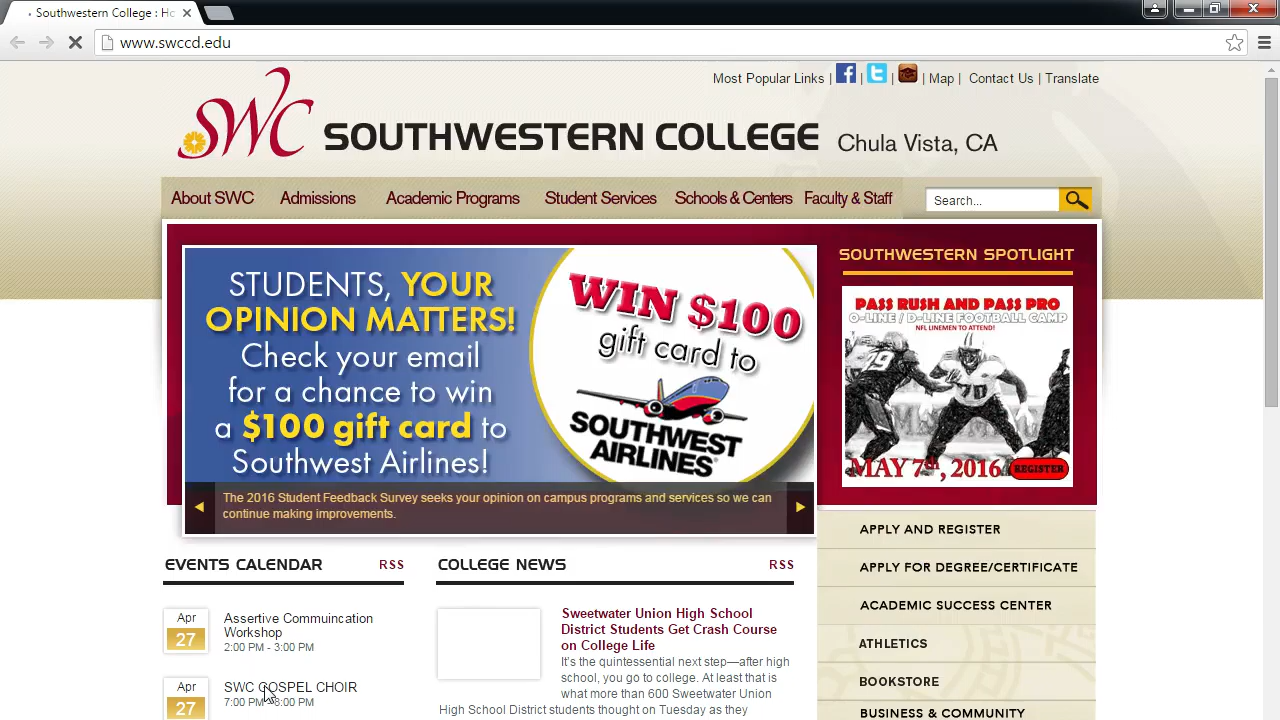 Southwestern College : Ho
www.swccd.edu
Most Popular Links | | | | Map | Contact Us | Translate
SWC SOUTHWESTERN COLLEGE Chula Vista, CA
About SWC Admissions Academic Programs Student Services Schools & Centers Faculty & Staff Search...
STUDENTS, YOUR
OPINION MATTERS!
Check your email
for a chance to win
a $100 gift card to
Southwest Airlines!
WIN $100
gift card to
SOUTHWEST
AIRLINES
The 2016 Student Feedback Survey seeks your opinion on campus programs and services so we can
continue making improvements.
SOUTHWESTERN SPOTLIGHT
PASS RUSH AND PASS PRO
O-LINE / D-LINE FOOTBALL CAMP
NFL LINEMEN TO ATTEND!
79
MAY 7th, 2016 REGISTER
APPLY AND REGISTER
APPLY FOR DEGREE/CERTIFICATE
ACADEMIC SUCCESS CENTER
ATHLETICS
BOOKSTORE
BUSINESS & COMMUNITY
EVENTS CALENDAR RSS
Apr
27
Assertive Commuincation
Workshop
2:00 PM - 3:00 PM
Apr
27
SWC GOSPEL CHOIR
7:00 PM - 8:00 PM
COLLEGE NEWS RSS
Sweetwater Union High School
District Students Get Crash Course
on College Life
It's the quintessential next step—after high
school, you go to college. At least that is
what more than 600 Sweetwater Union
High School District students thought on Tuesday as they